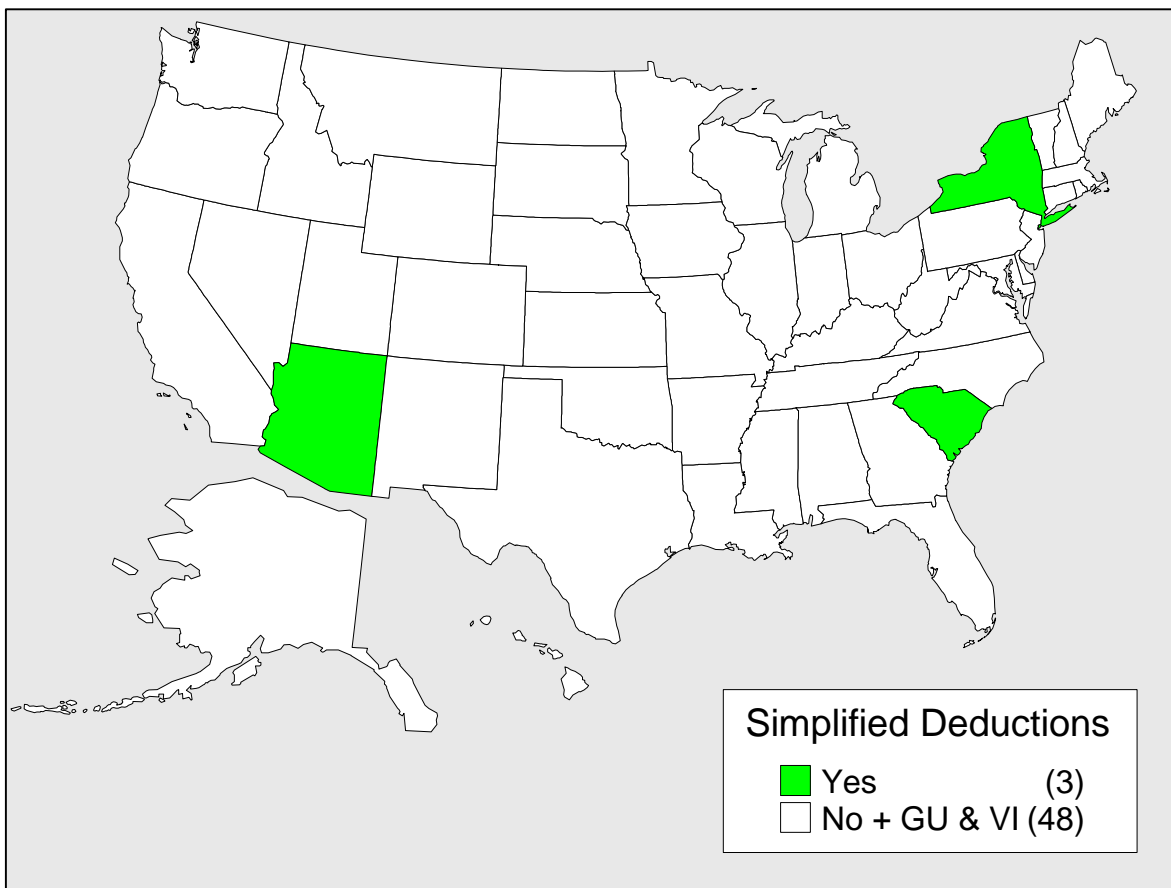 Simplified Deductions
Yes (3)
No + GU & VI (48)